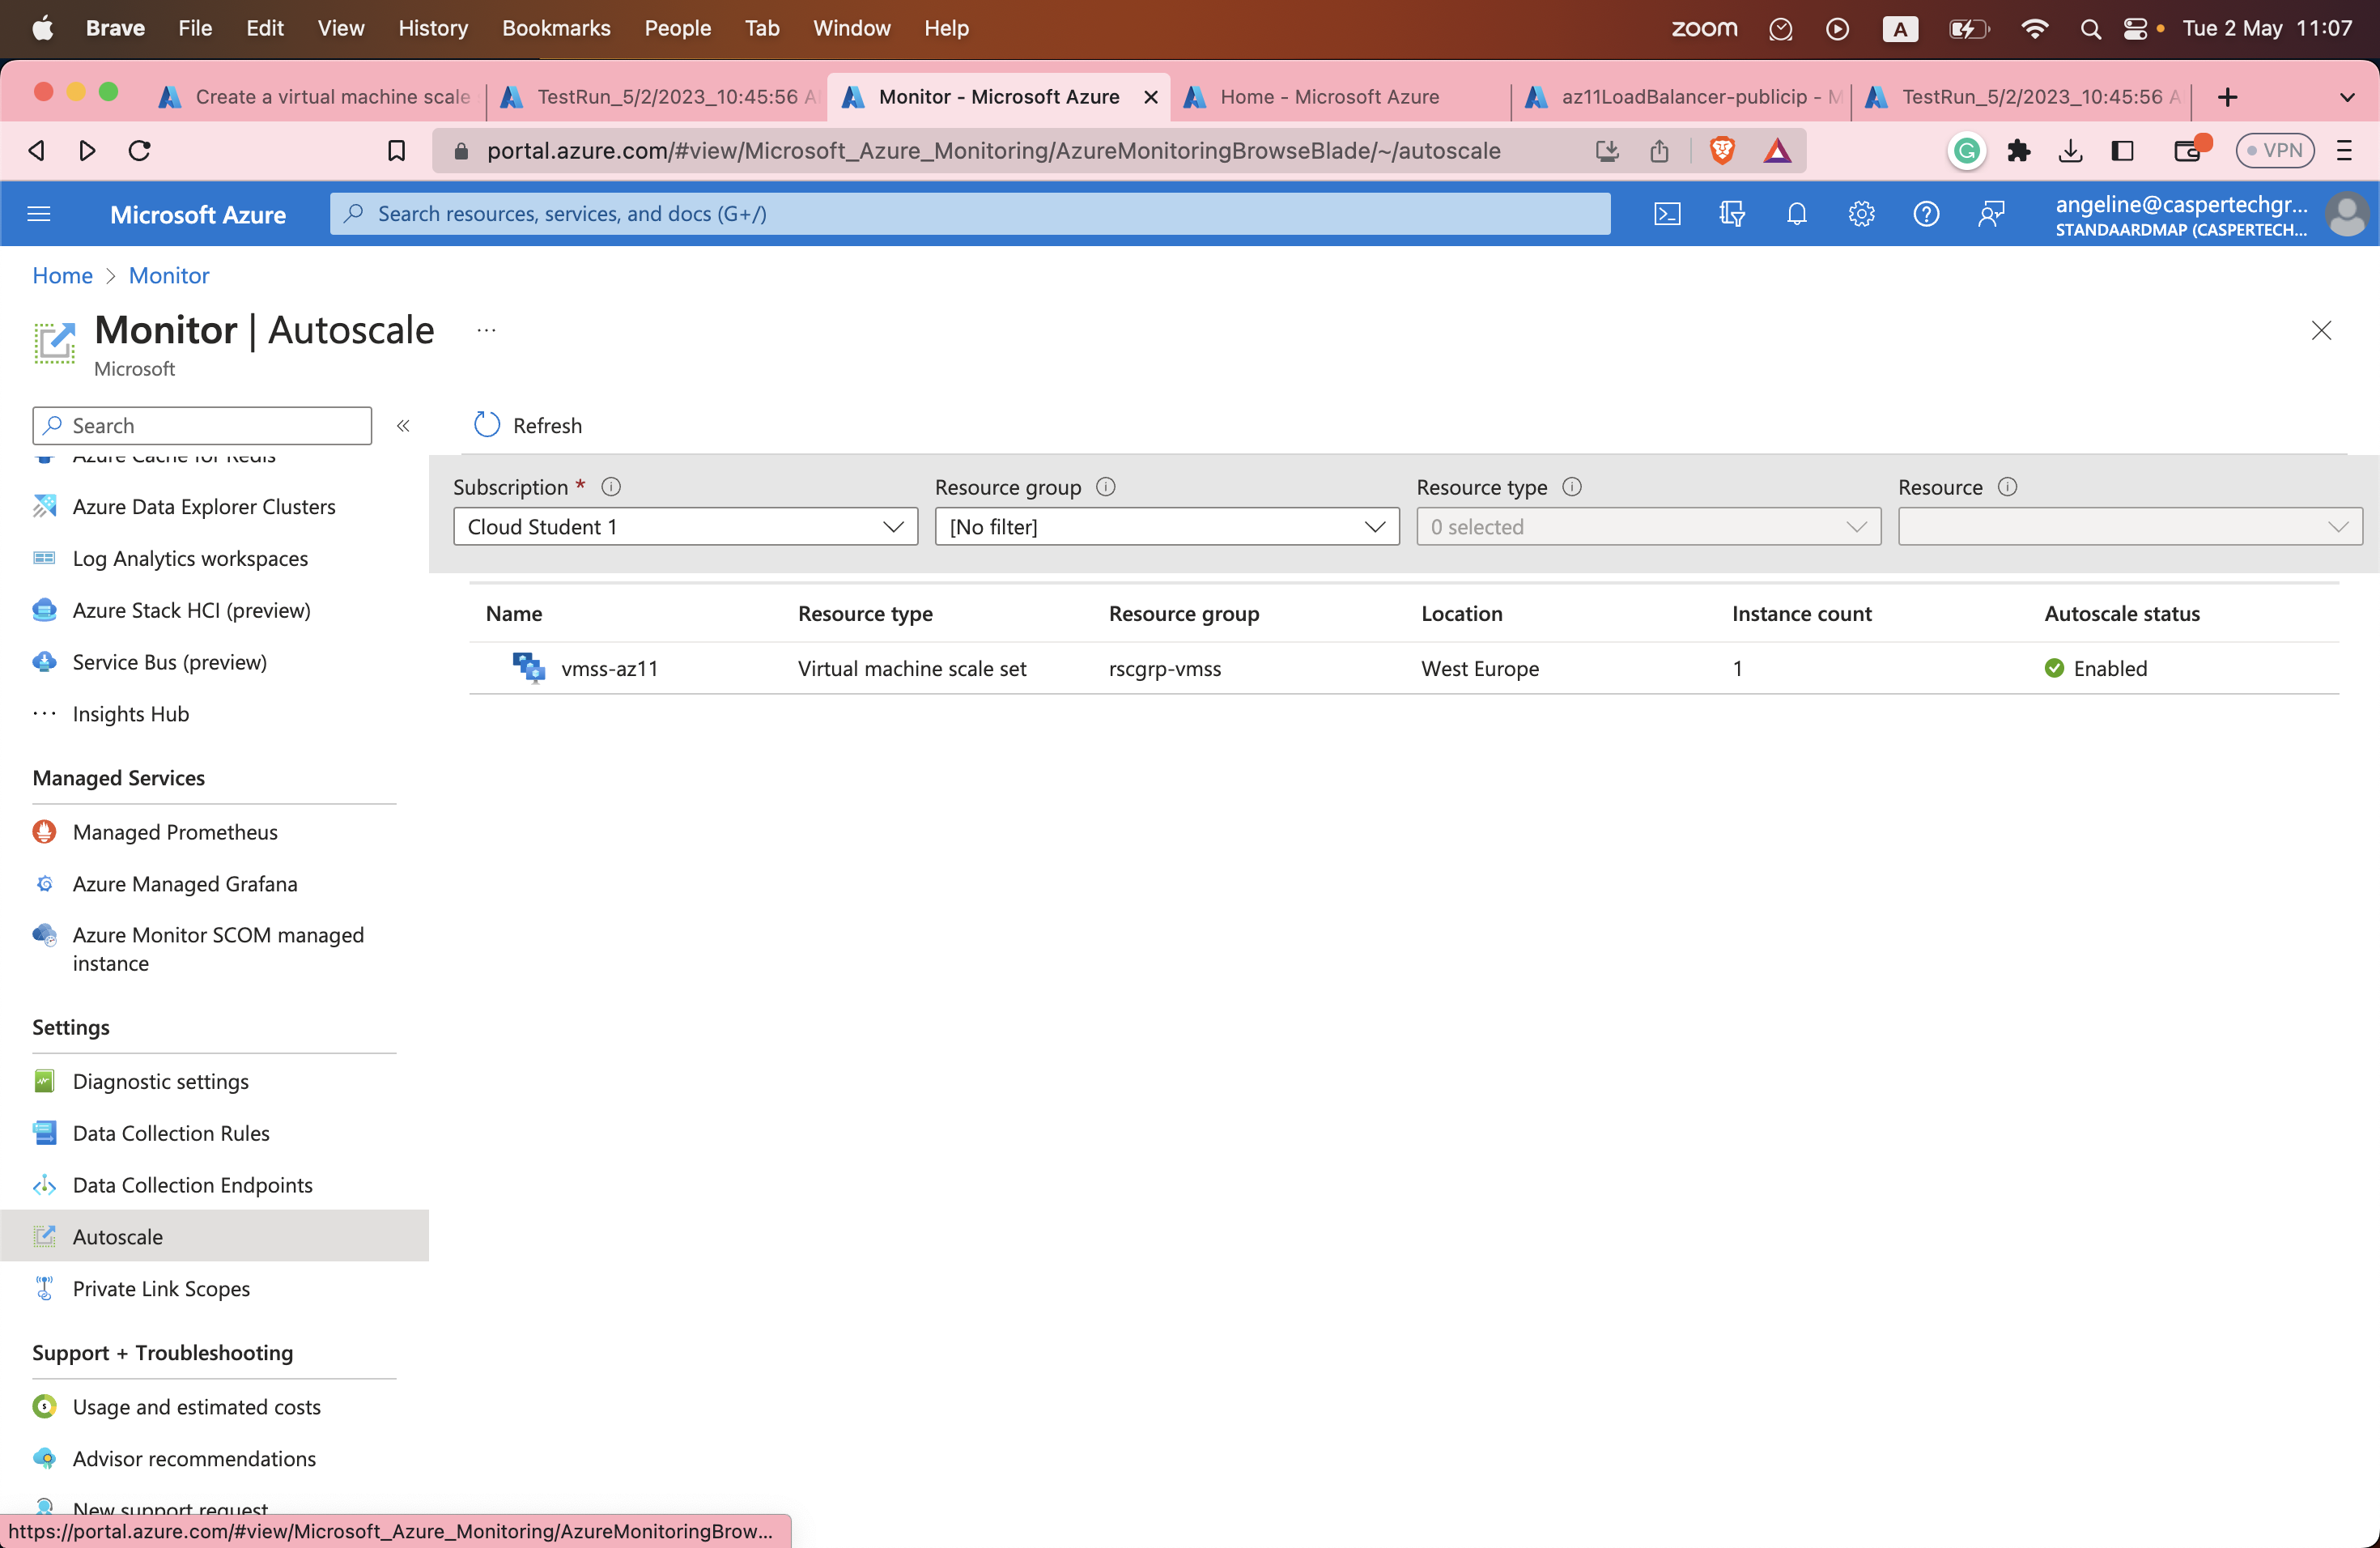 Brave File Edit View History Bookmarks People Tab Window Help zoom A Tue 2 May 11:07
Create a virtual machine scale TestRun_5/2/2023_10:45:56 A Monitor - Microsoft Azure Home - Microsoft Azure az11LoadBalancer-publicip - M TestRun_5/2/2023_10:45:56 A
portal.azure.com/#view/Microsoft_Azure_Monitoring/AzureMonitoringBrowseBlade/~/autoscale VPN
Microsoft Azure Search resources, services, and docs (G+/) angeline@caspertechgr...
STANDAARDMAP (CASPERTECH...
Home > Monitor
Monitor | Autoscale ...
Microsoft
Search « Refresh
Azure Cache for Redis
Subscription * Resource group Resource type Resource
Cloud Student 1 [No filter] 0 selected
Azure Data Explorer Clusters
Log Analytics workspaces
Azure Stack HCI (preview)
Service Bus (preview)
Insights Hub
Name Resource type Resource group Location Instance count Autoscale status
vmss-az11 Virtual machine scale set rscgrp-vmss West Europe 1 Enabled
Managed Services
Managed Prometheus
Azure Managed Grafana
Azure Monitor SCOM managed
instance
Settings
Diagnostic settings
Data Collection Rules
Data Collection Endpoints
Autoscale
Private Link Scopes
Support + Troubleshooting
Usage and estimated costs
Advisor recommendations
New support request
https://portal.azure.com/#view/Microsoft_Azure_Monitoring/AzureMonitoringBrow...